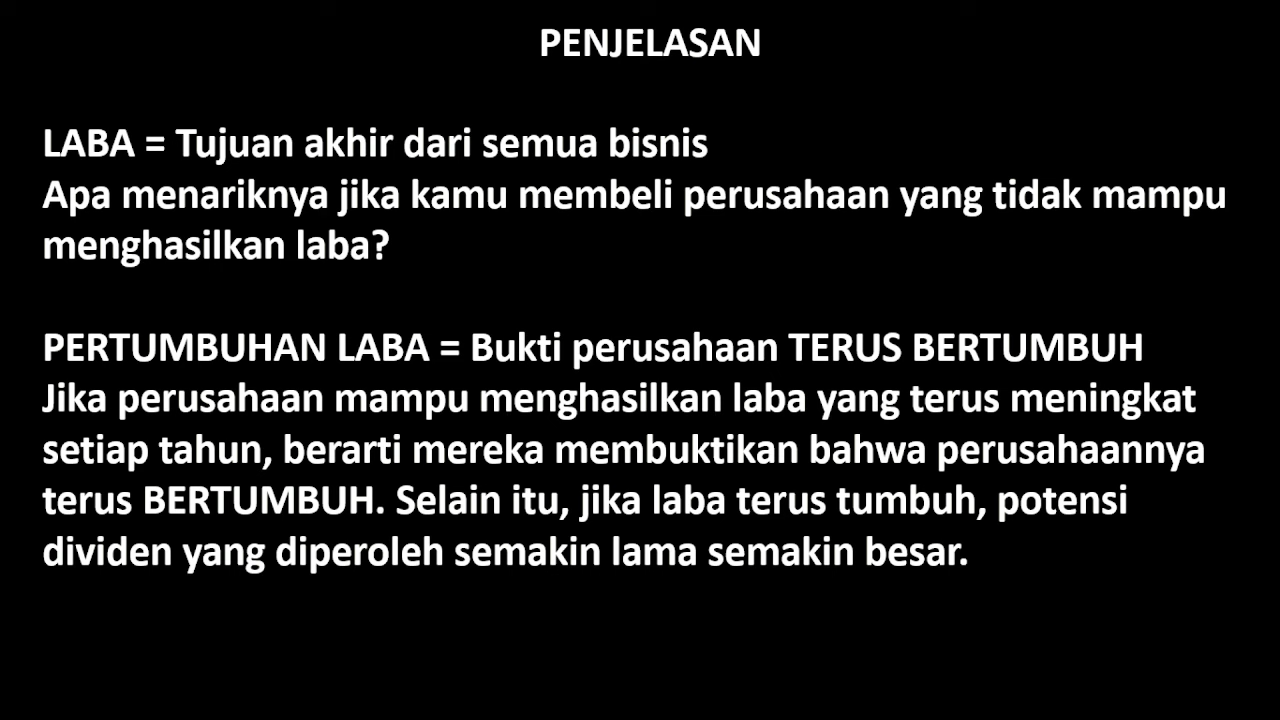 PENJELASAN
LABA = Tujuan akhir dari semua bisnis
Apa menariknya jika kamu membeli perusahaan yang tidak mampu
menghasilkan laba?
PERTUMBUHAN LABA = Bukti perusahaan TERUS BERTUMBUH
Jika perusahaan mampu menghasilkan laba yang terus meningkat
setiap tahun, berarti mereka membuktikan bahwa perusahaannya
terus BERTUMBUH. Selain itu, jika laba terus tumbuh, potensi
dividen yang diperoleh semakin lama semakin besar.